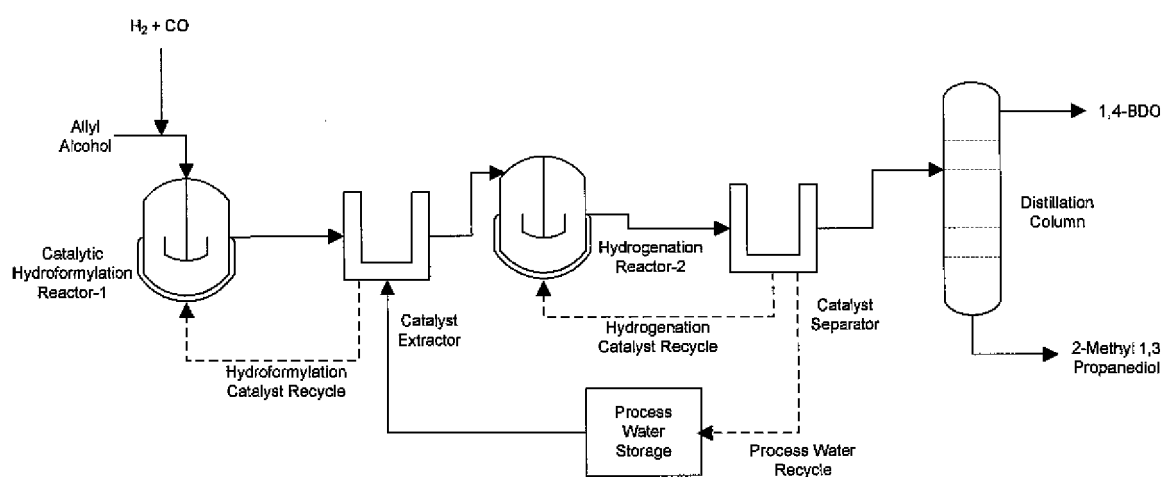 H₂ + CO
Allyl
Alcohol
Catalytic
Hydroformylation
Reactor-1
Hydroformylation
Catalyst Recycle
Catalyst
Extractor
Hydrogenation
Reactor-2
Hydrogenation
Catalyst Recycle
Catalyst
Separator
Process
Water
Storage
Process Water
Recycle
1,4-BDO
Distillation
Column
2-Methyl 1,3
Propanediol